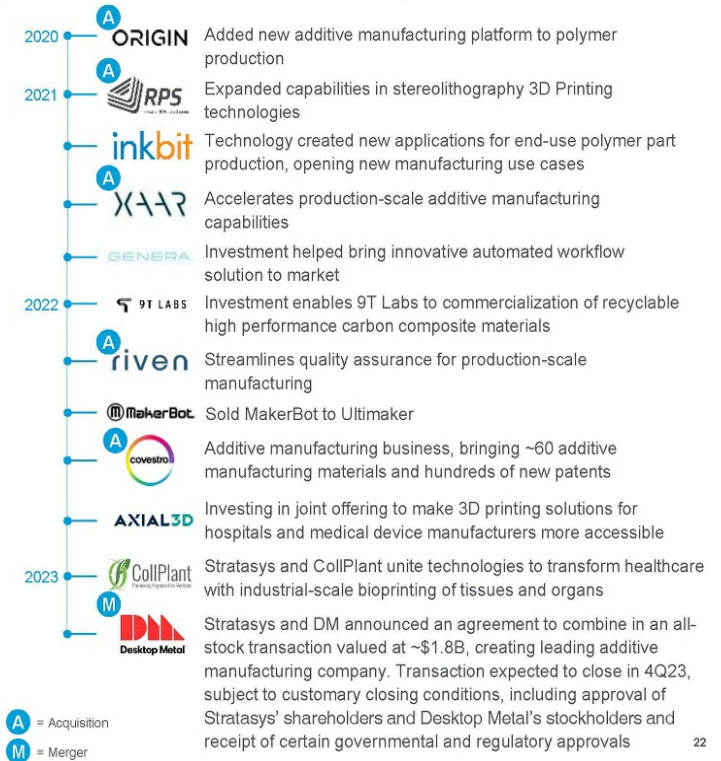 A
2020
ORIGIN
Added new additive manufacturing platform to polymer
production
A
2021
RPS
Expanded capabilities in stereolithography 3D Printing
technologies
inkbit
Technology created new applications for end-use polymer part
production, opening new manufacturing use cases
A
XAAR
Accelerates production-scale additive manufacturing
capabilities
GENERA
Investment helped bring innovative automated workflow
solution to market
2022
9T LABS
Investment enables 9T Labs to commercialization of recyclable
high performance carbon composite materials
A
riven
Streamlines quality assurance for production-scale
manufacturing
MakerBot
Sold MakerBot to Ultimaker
A
covestro
Additive manufacturing business, bringing ~60 additive
manufacturing materials and hundreds of new patents
AXIAL3D
Investing in joint offering to make 3D printing solutions for
hospitals and medical device manufacturers more accessible
2023
CollPlant
Stratasys and CollPlant unite technologies to transform healthcare
with industrial-scale bioprinting of tissues and organs
M
DM
Desktop Metal
Stratasys and DM announced an agreement to combine in an all-
stock transaction valued at ~$1.8B, creating leading additive
manufacturing company. Transaction expected to close in 4Q23,
subject to customary closing conditions, including approval of
Stratasys' shareholders and Desktop Metal's stockholders and
receipt of certain governmental and regulatory approvals
A = Acquisition
M = Merger
22